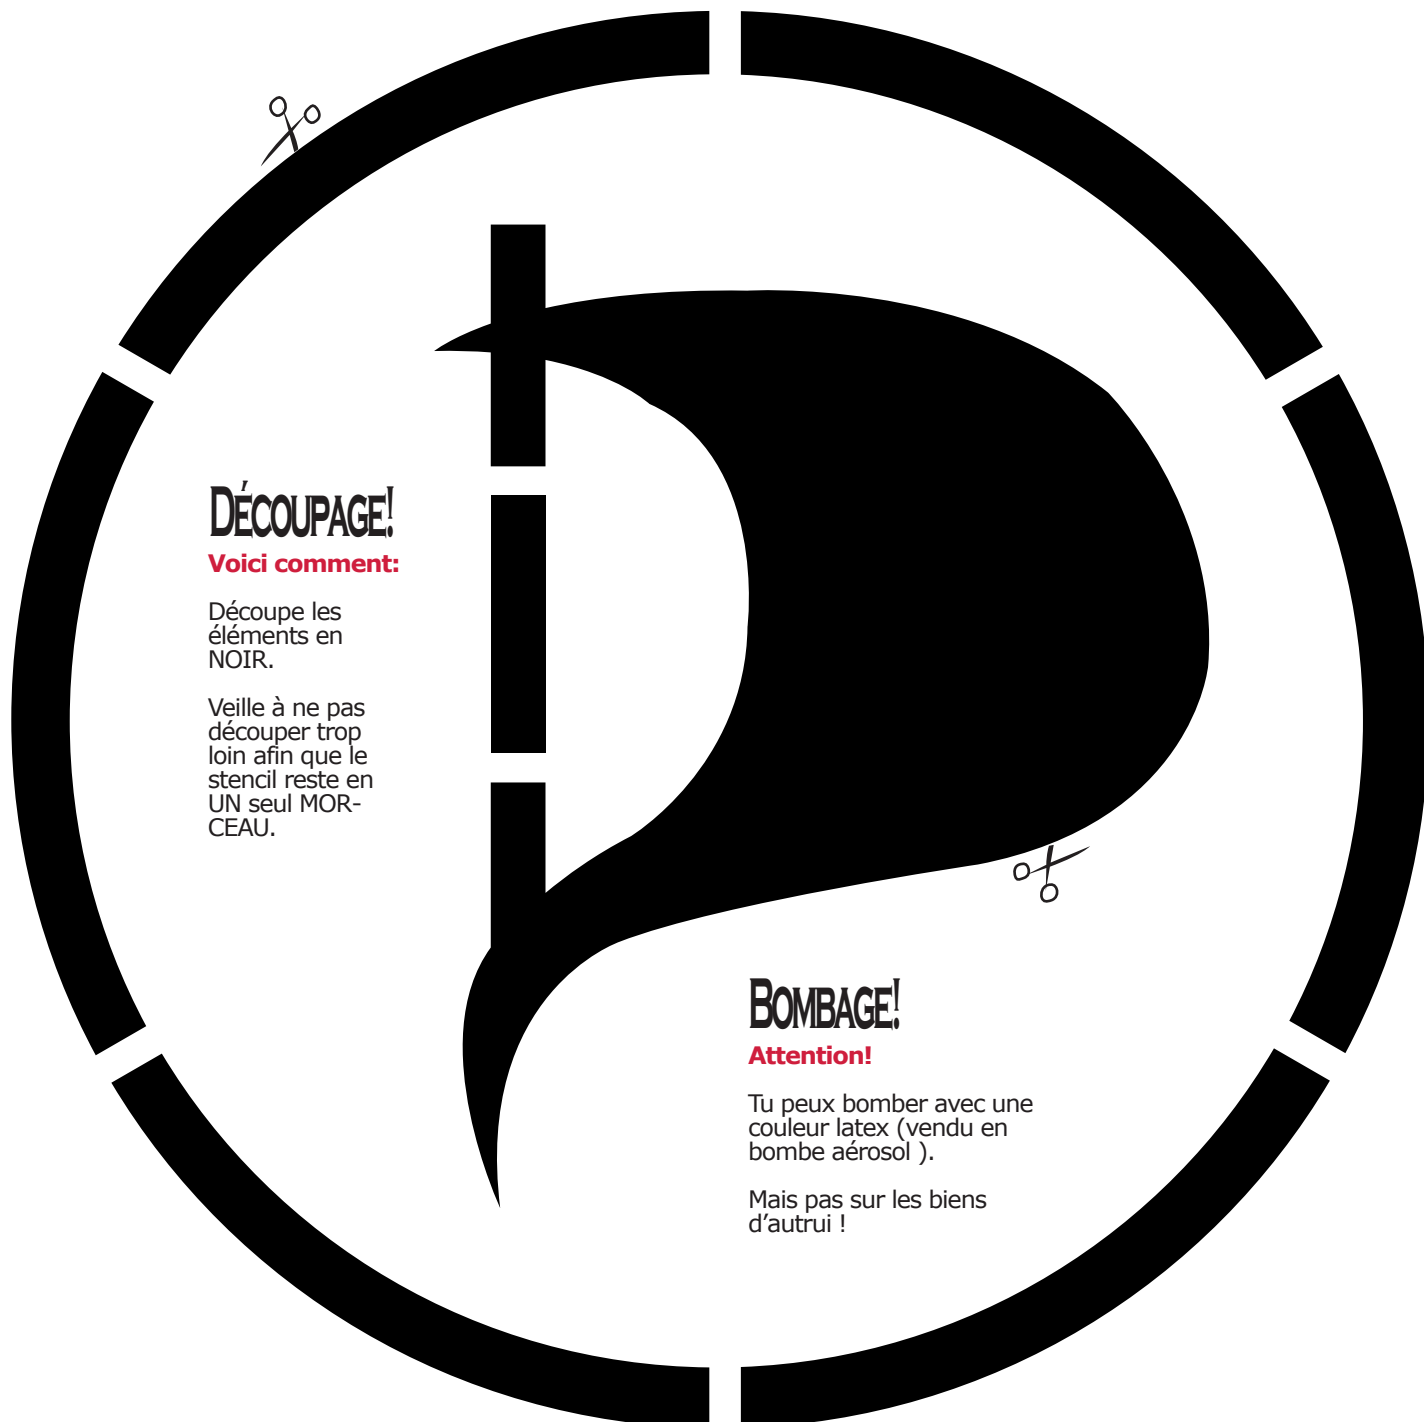 DÉCOUPAGE!
Voici comment:
Découpe les
éléments en
NOIR.
Veille à ne pas
découper trop
loin afin que le
stencil reste en
UN seul MOR-
CEAU.
BOMBAGE!
Attention!
Tu peux bomber avec une
couleur latex (vendu en
bombe aérosol ).
Mais pas sur les biens
d’autrui !